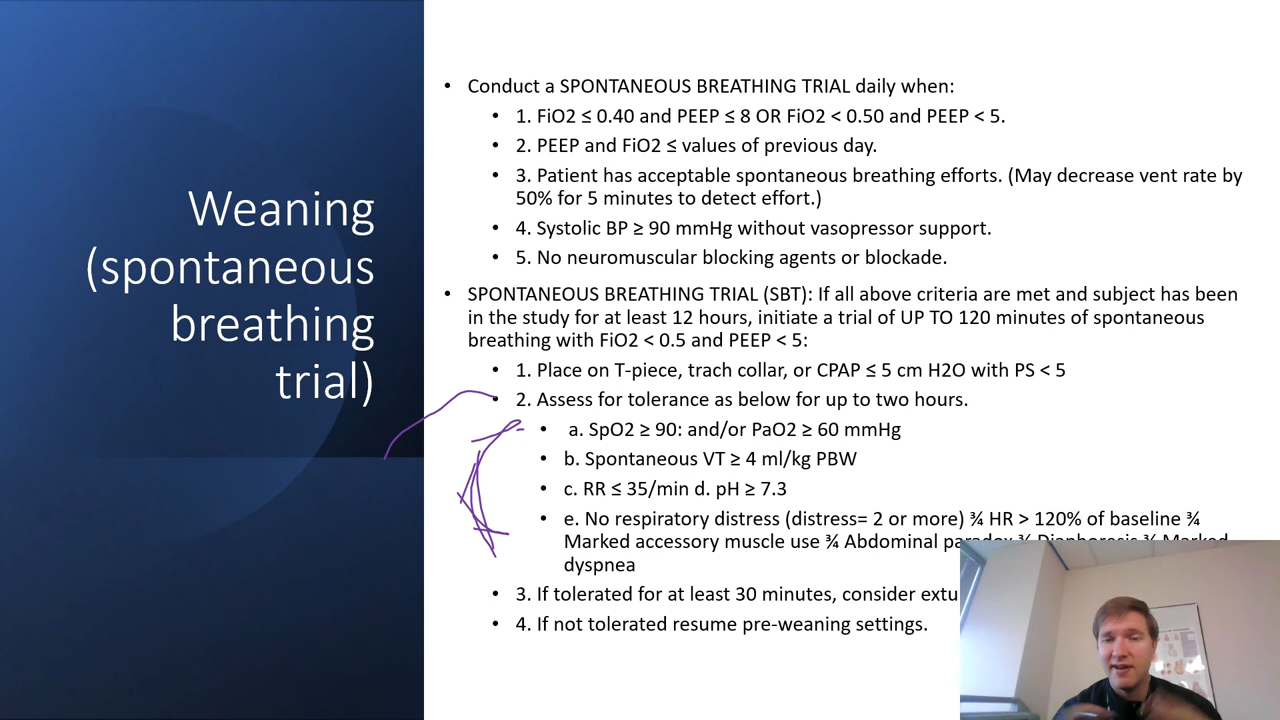 Weaning
(spontaneous
breathing
trial)
• Conduct a SPONTANEOUS BREATHING TRIAL daily when:
• 1. FiO2 ≤ 0.40 and PEEP ≤ 8 OR FiO2 < 0.50 and PEEP < 5.
• 2. PEEP and FiO2 ≤ values of previous day.
• 3. Patient has acceptable spontaneous breathing efforts. (May decrease vent rate by
50% for 5 minutes to detect effort.)
• 4. Systolic BP ≥ 90 mmHg without vasopressor support.
• 5. No neuromuscular blocking agents or blockade.
• SPONTANEOUS BREATHING TRIAL (SBT): If all above criteria are met and subject has been
in the study for at least 12 hours, initiate a trial of UP TO 120 minutes of spontaneous
breathing with FiO2 < 0.5 and PEEP < 5:
• 1. Place on T-piece, trach collar, or CPAP ≤ 5 cm H2O with PS < 5
• 2. Assess for tolerance as below for up to two hours.
• a. SpO2 ≥ 90: and/or PaO2 ≥ 60 mmHg
• b. Spontaneous VT ≥ 4 ml/kg PBW
• c. RR ≤ 35/min d. pH ≥ 7.3
• e. No respiratory distress (distress= 2 or more) ¾ HR > 120% of baseline ¾
Marked accessory muscle use ¾ Abdominal paradox ¾ Diaphoresis ¾ Marked
dyspnea
• 3. If tolerated for at least 30 minutes, consider
• 4. If not tolerated resume pre-weaning settings.